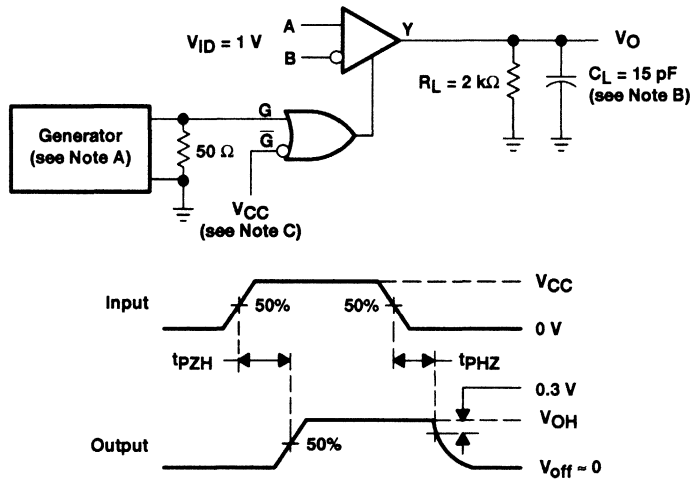 A
B
VID = 1 V
Y
VO
RL = 2 kΩ
CL = 15 pF
(see Note B)
Generator
(see Note A)
50 Ω
G
G̅
VCC
(see Note C)
Input
50%
50%
VCC
0 V
tPZH
tPHZ
0.3 V
VOH
Output
50%
Voff ≈ 0